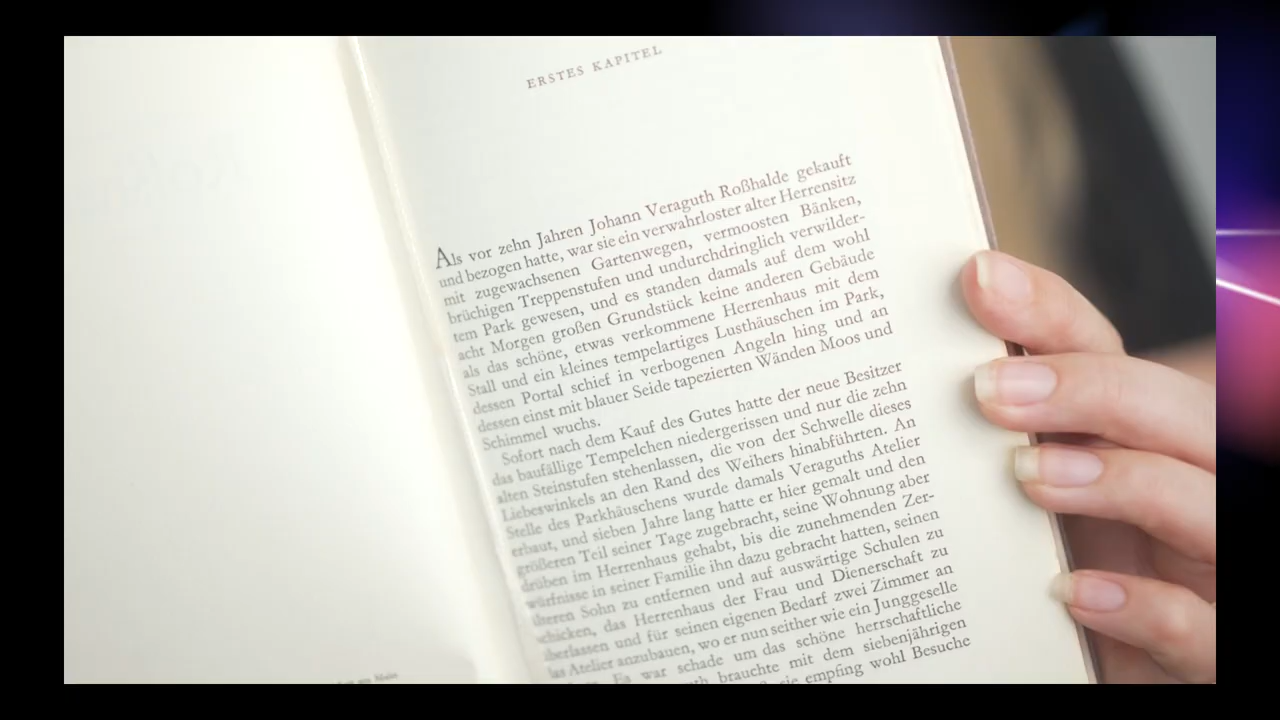 ERSTES KAPITEL
Als vor zehn Jahren Johann Veraguth Roßhalde gekauft
und bezogen hatte, war sie ein verwahrloster alter Herrensitz
mit zugewachsenen Gartenwegen, vermoosten Bänken,
brüchigen Treppenstufen und undurchdringlich verwilder-
tem Park gewesen, und es standen damals auf dem wohl
acht Morgen großen Grundstück keine anderen Gebäude
als das schöne, etwas verkommene Herrenhaus mit dem
Stall und ein kleines tempelartiges Lusthäuschen im Park,
dessen Portal schief in verbogenen Angeln hing und an
dessen einst mit blauer Seide tapezierten Wänden Moos und
Schimmel wuchs.
Sofort nach dem Kauf des Gutes hatte der neue Besitzer
das baufällige Tempelchen niedergerissen und nur die zehn
alten Steinstufen stehenlassen, die von der Schwelle dieses
Liebeswinkels an den Rand des Weihers hinabführten. An
Stelle des Parkhäuschens wurde damals Veraguths Atelier
erbaut, und sieben Jahre lang hatte er hier gemalt und den
größeren Teil seiner Tage zugebracht, seine Wohnung aber
drüben im Herrenhaus gehabt, bis die zunehmenden Zer-
würfnisse in seiner Familie ihn dazu gebracht hatten, seinen
älteren Sohn zu entfernen und auf auswärtige Schulen zu
schicken, das Herrenhaus der Frau und Dienerschaft zu
überlassen und für seinen eigenen Bedarf zwei Zimmer an
das Atelier anzubauen, wo er nun seither wie ein Junggeselle
Es war schade um das schöne herrschaftliche
brauchte mit dem siebenjährigen
sie empfing wohl Besuche